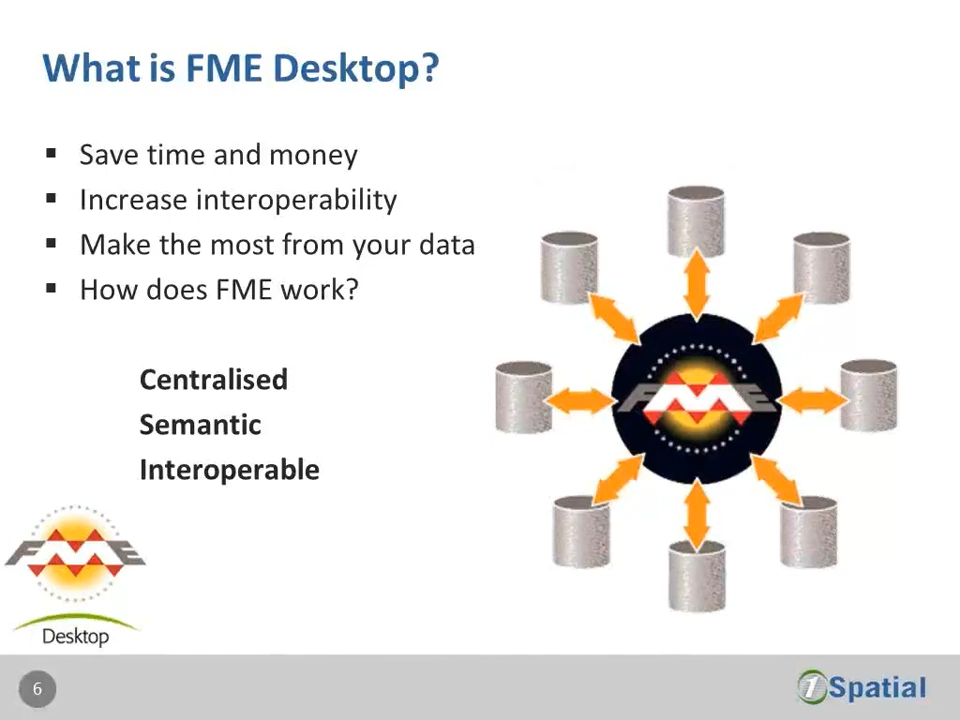 What is FME Desktop?
▪ Save time and money
▪ Increase interoperability
▪ Make the most from your data
▪ How does FME work?
Centralised
Semantic
Interoperable
FME
FME
Desktop
6
1Spatial